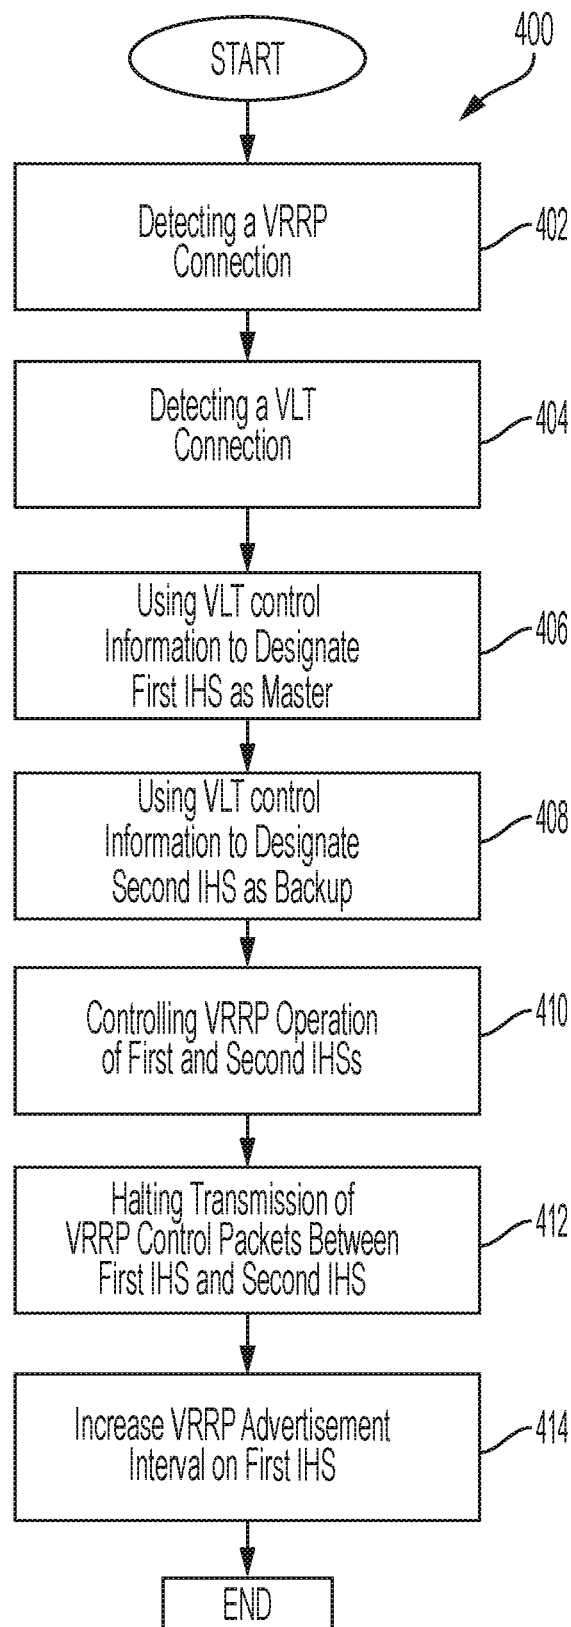 400
START
Detecting a VRRP
Connection
402
Detecting a VLT
Connection
404
Using VLT control
Information to Designate
First IHS as Master
406
Using VLT control
Information to Designate
Second IHS as Backup
408
Controlling VRRP Operation
of First and Second IHSs
410
Halting Transmission of
VRRP Control Packets Between
First IHS and Second IHS
412
Increase VRRP Advertisement
Interval on First IHS
414
END